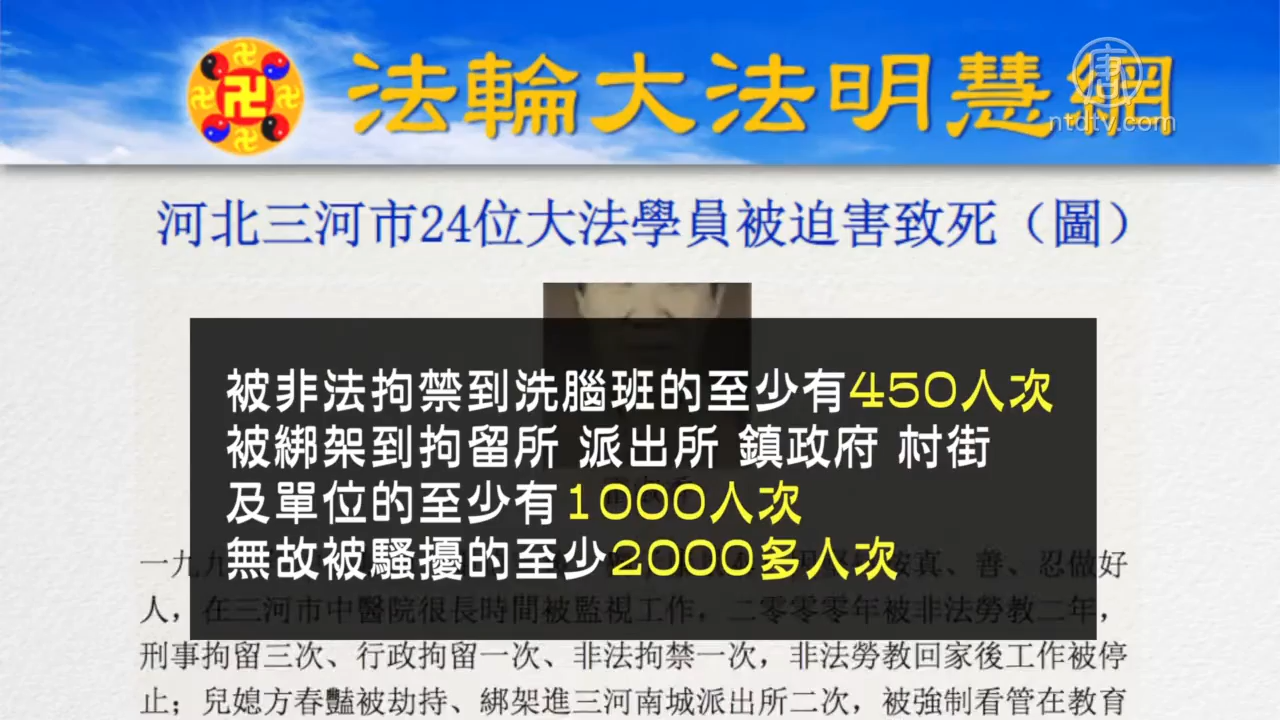 法輪大法明慧網
ntdtv.com
河北三河市24位大法學員被迫害致死（圖）
被非法拘禁到洗腦班的至少有450人次
被綁架到拘留所 派出所 鎮政府 村街
及單位的至少有1000人次
無故被騷擾的至少2000多人次
一九九
真、善、忍做好
人，在三河市中醫院很長時間被監視工作，二零零零年被非法勞教二年，
刑事拘留三次、行政拘留一次、非法拘禁一次，非法勞教回家後工作被停
止；兒媳方春豔被劫持、綁架進三河南城派出所二次，被強制看管在教育